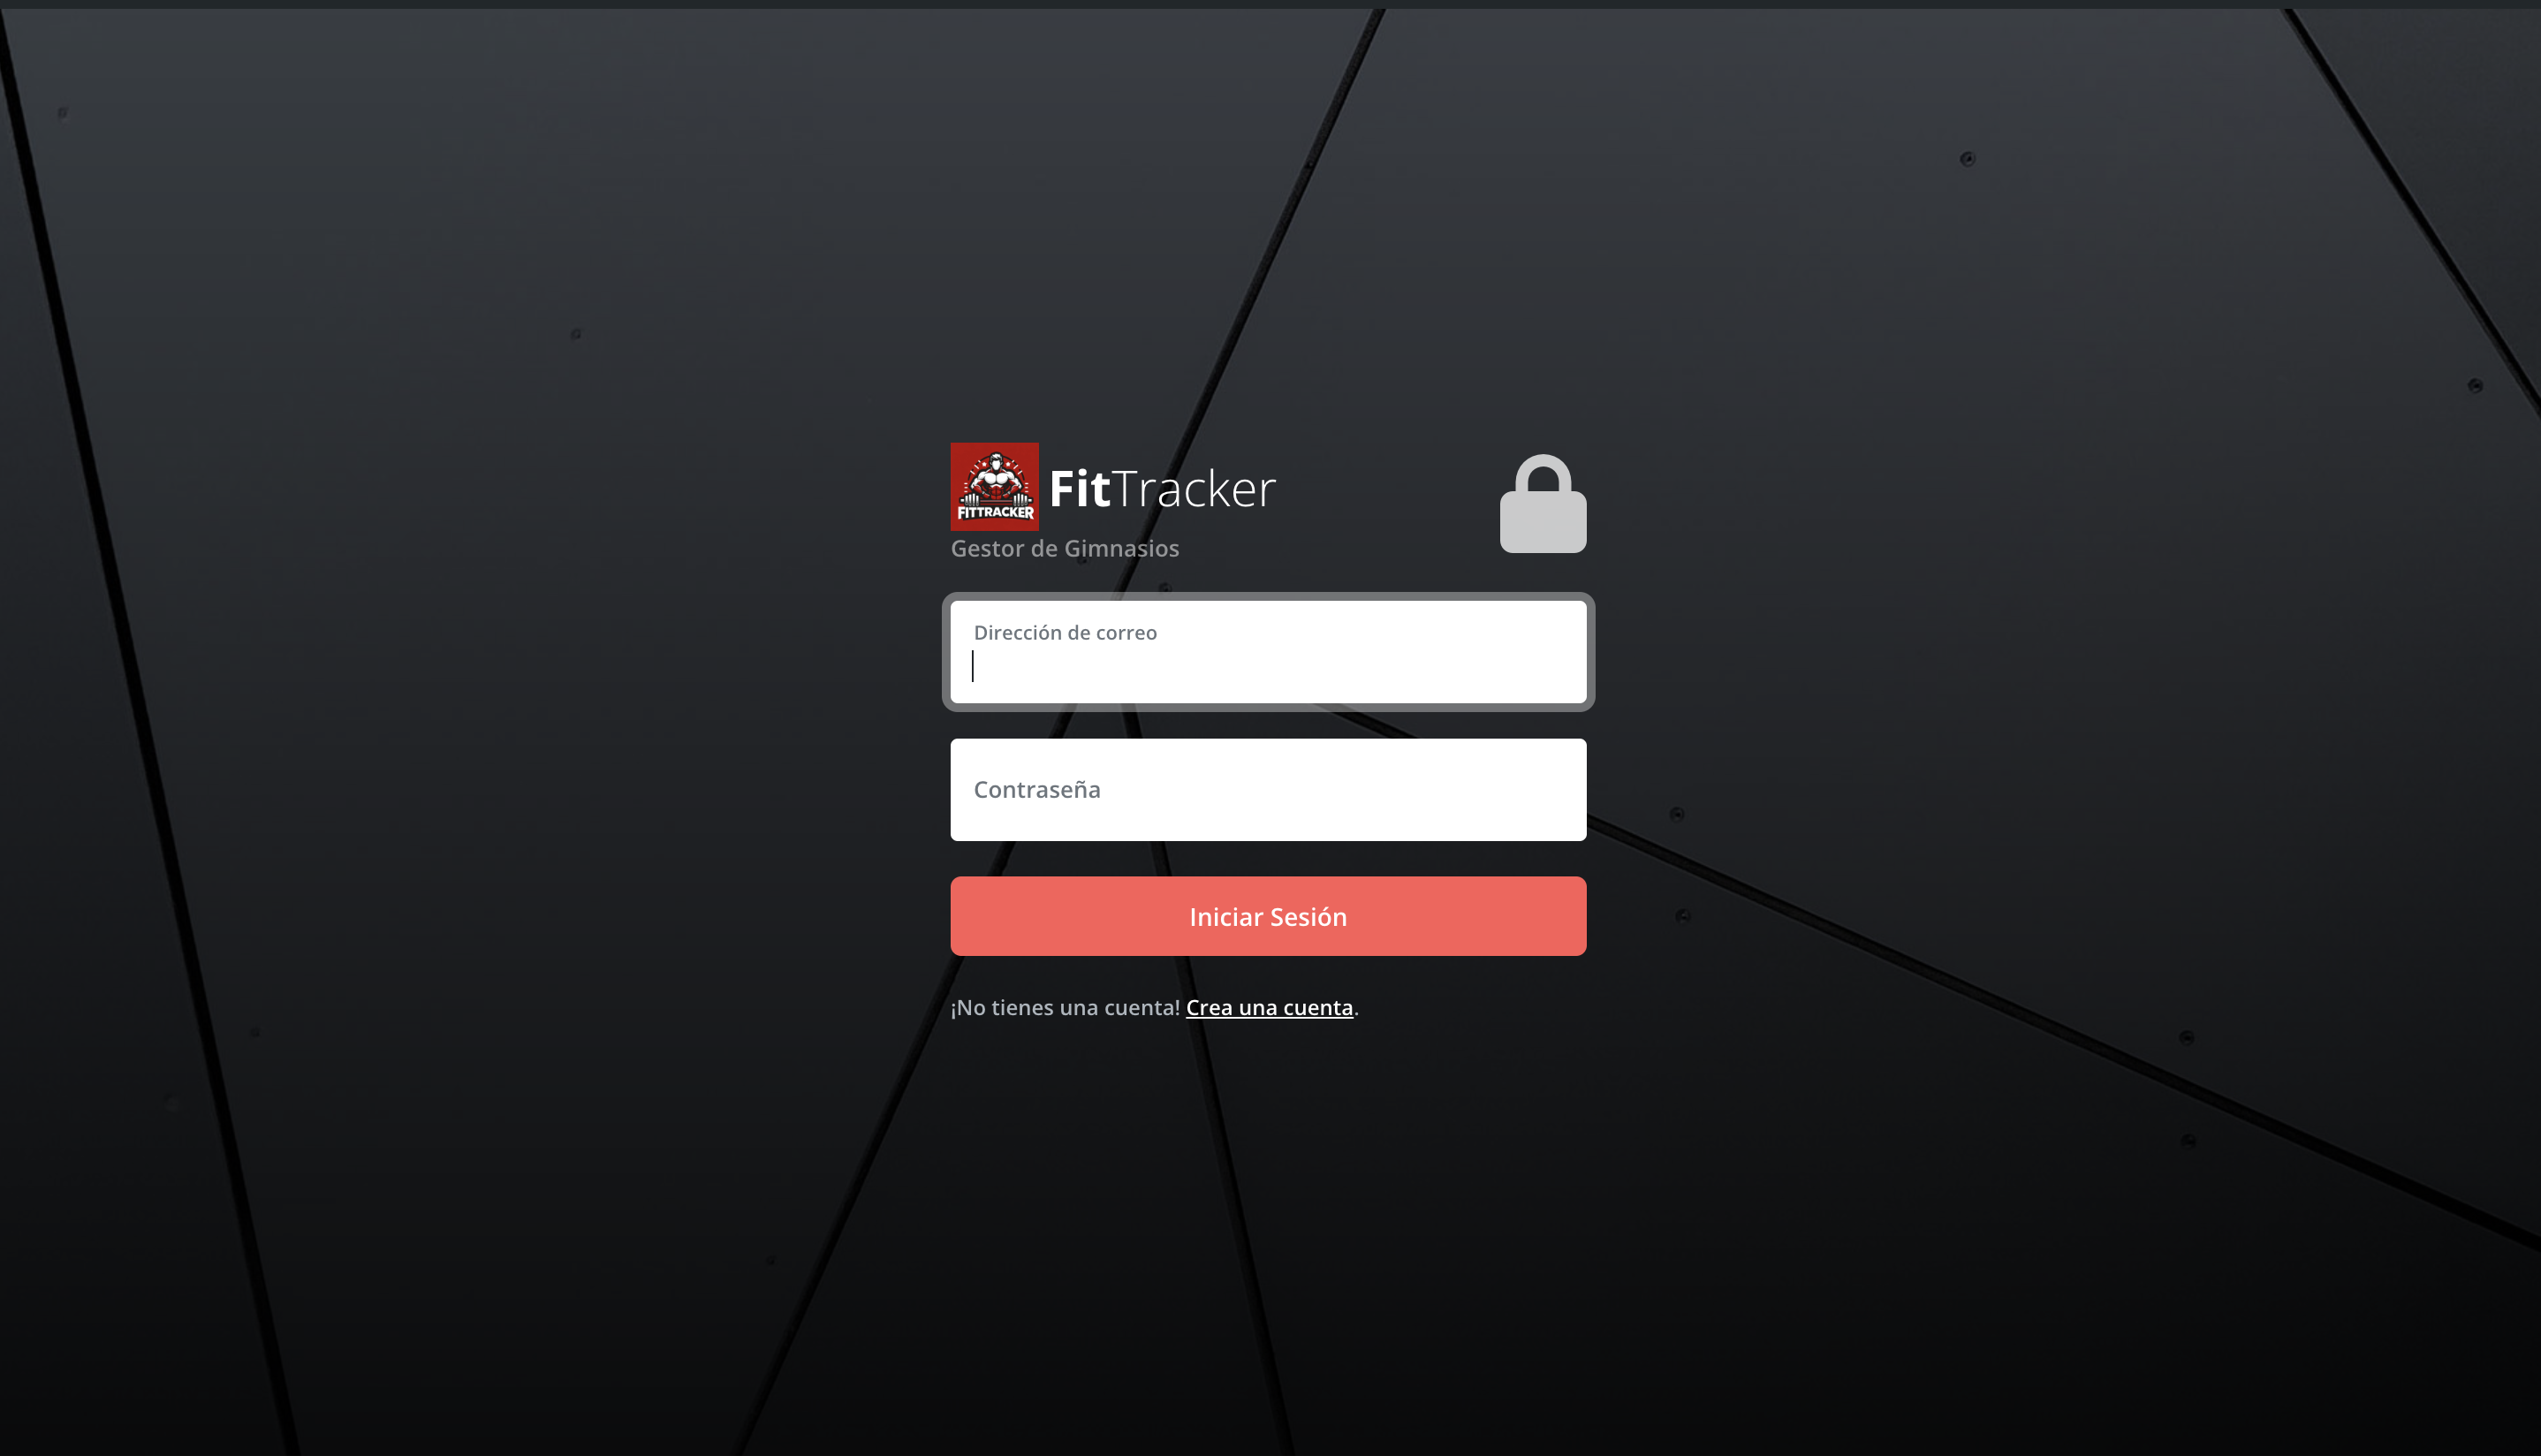 FITTRACKER
FitTracker
Gestor de Gimnasios
Dirección de correo
Contraseña
Iniciar Sesión
¡No tienes una cuenta! Crea una cuenta.